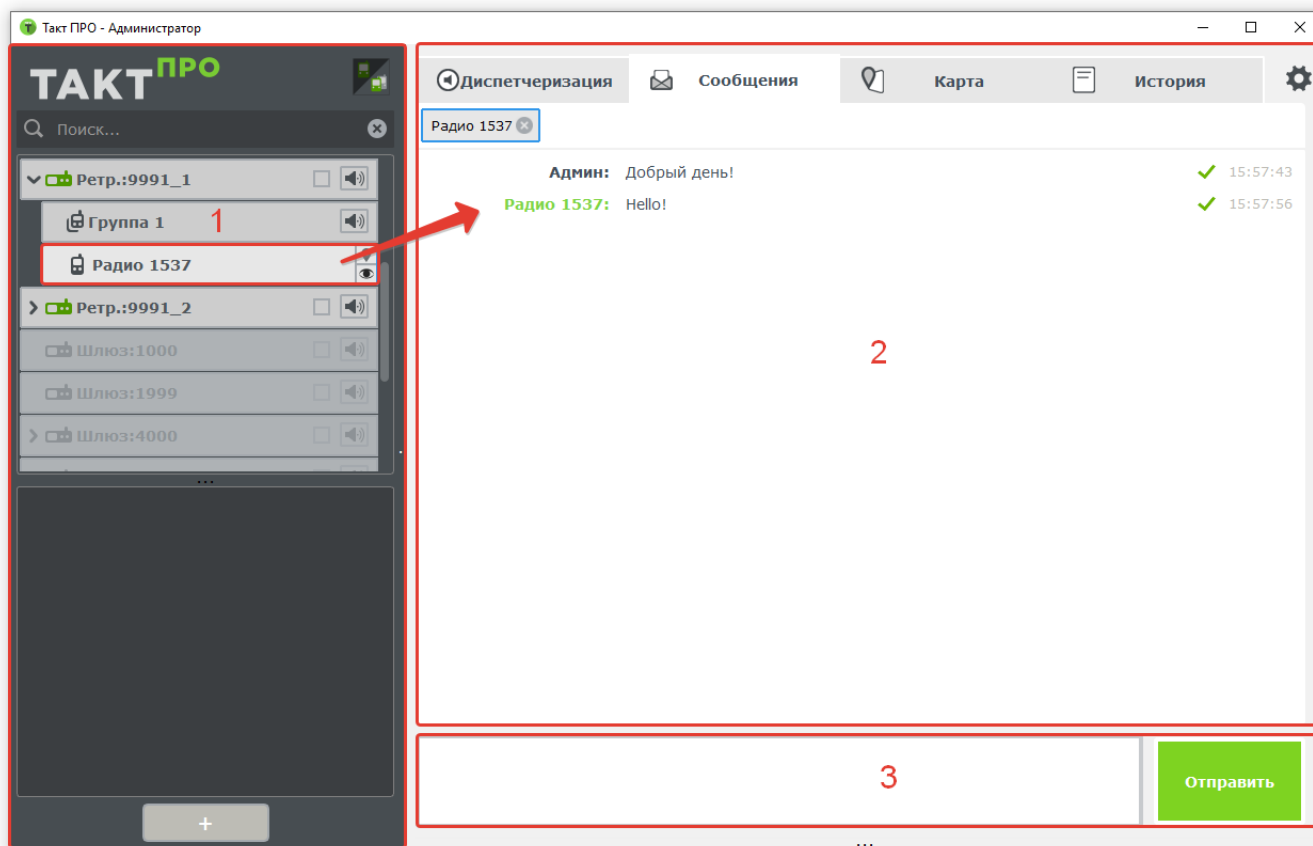 Такт ПРО - Администратор
ТАКТ ПРО
Поиск...
Ретр.:9991_1
Группа 1
1
Радио 1537
Ретр.:9991_2
Шлюз:1000
Шлюз:1999
Шлюз:4000
...
+
Диспетчеризация Сообщения Карта История
Радио 1537
Админ: Добрый день! 15:57:43
Радио 1537: Hello! 15:57:56
2
3
Отправить
...